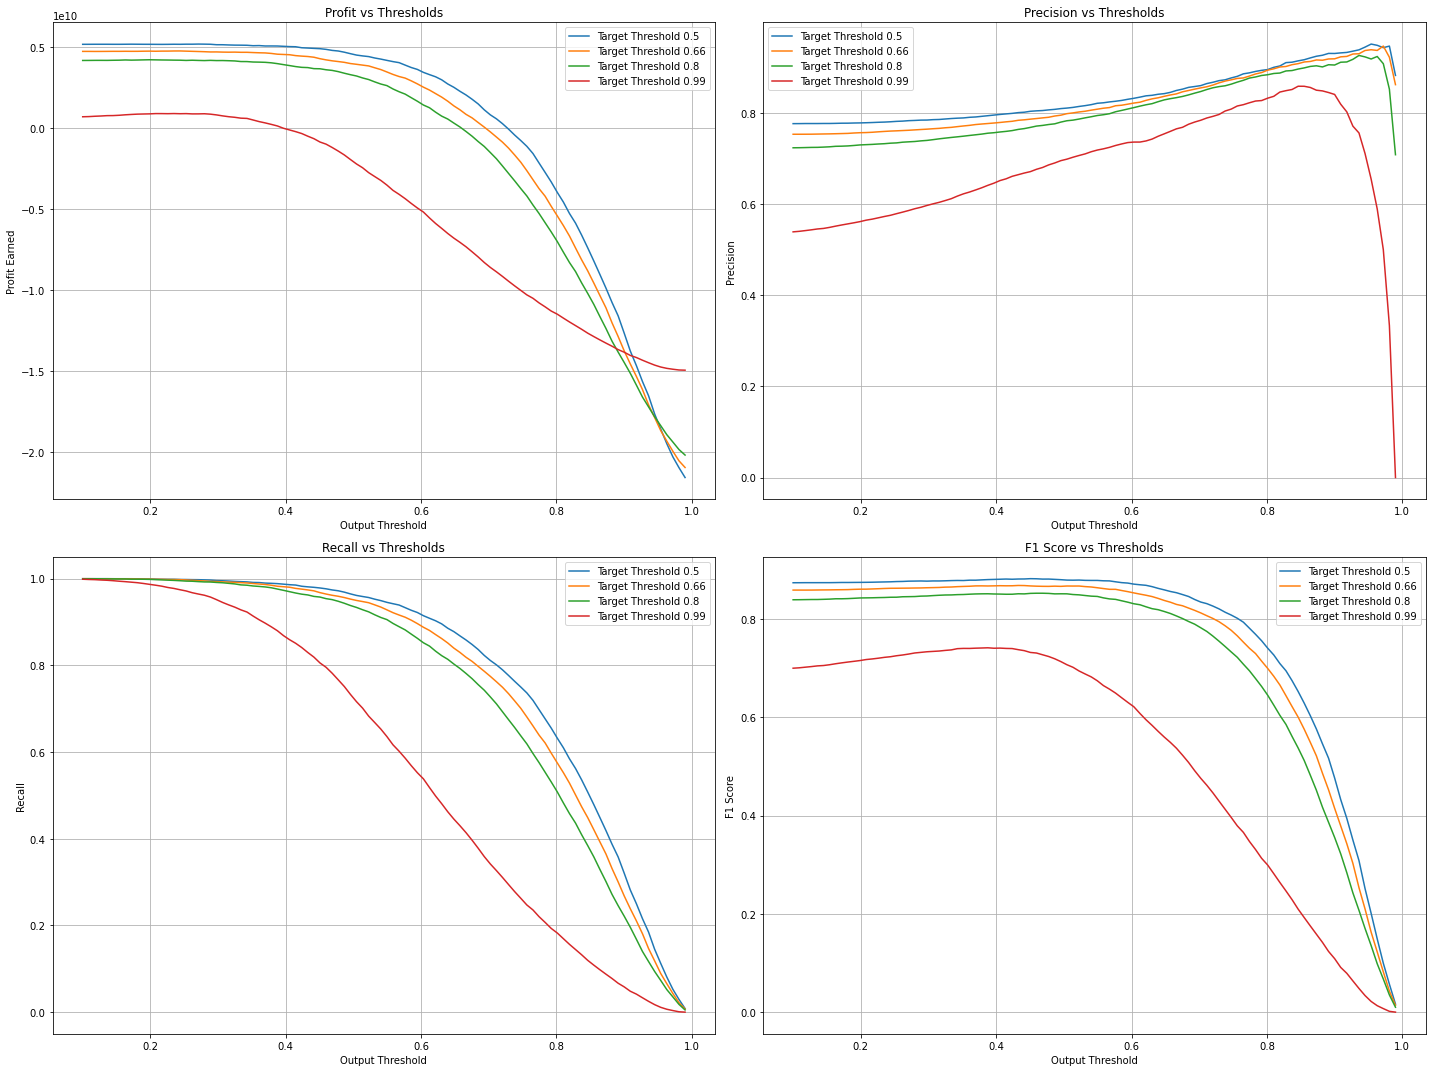 Profit vs Thresholds
1e10
Target Threshold 0.5
Target Threshold 0.66
Target Threshold 0.8
Target Threshold 0.99
0.5
0.0
−0.5
−1.0
−1.5
−2.0
Profit Earned
0.2 0.4 0.6 0.8 1.0
Output Threshold
Precision vs Thresholds
Target Threshold 0.5
Target Threshold 0.66
Target Threshold 0.8
Target Threshold 0.99
0.8
0.6
0.4
0.2
0.0
Precision
0.2 0.4 0.6 0.8 1.0
Output Threshold
Recall vs Thresholds
Target Threshold 0.5
Target Threshold 0.66
Target Threshold 0.8
Target Threshold 0.99
1.0
0.8
0.6
0.4
0.2
0.0
Recall
0.2 0.4 0.6 0.8 1.0
Output Threshold
F1 Score vs Thresholds
Target Threshold 0.5
Target Threshold 0.66
Target Threshold 0.8
Target Threshold 0.99
0.8
0.6
0.4
0.2
0.0
F1 Score
0.2 0.4 0.6 0.8 1.0
Output Threshold